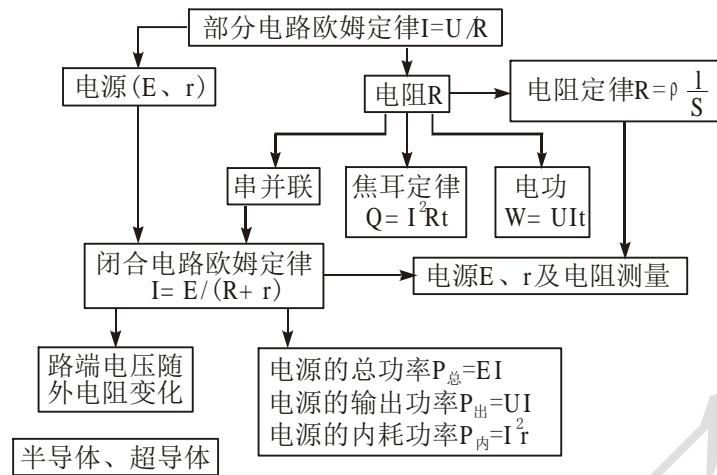 部分电路欧姆定律I=U/R
电源(E、r)
电阻R
电阻定律R=ρ l/S
串并联
焦耳定律
Q= I²Rt
电功
W= UIt
闭合电路欧姆定律
I= E/(R+ r)
电源E、r及电阻测量
路端电压随
外电阻变化
电源的总功率P总=EI
电源的输出功率P出=UI
电源的内耗功率P内=I²r
半导体、超导体